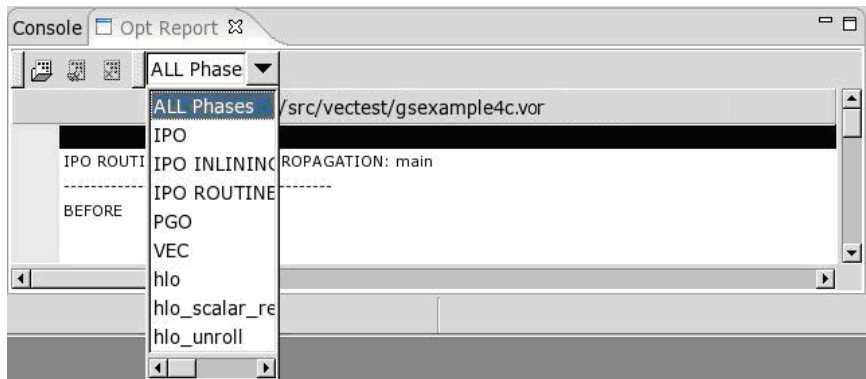 Console Opt Report
ALL Phase
ALL Phases /src/vectest/gsexample4c.vor
IPO
IPO ROUTI IPO INLINING ROPAGATION: main
IPO ROUTINE
BEFORE PGO
VEC
hlo
hlo_scalar_re
hlo_unroll